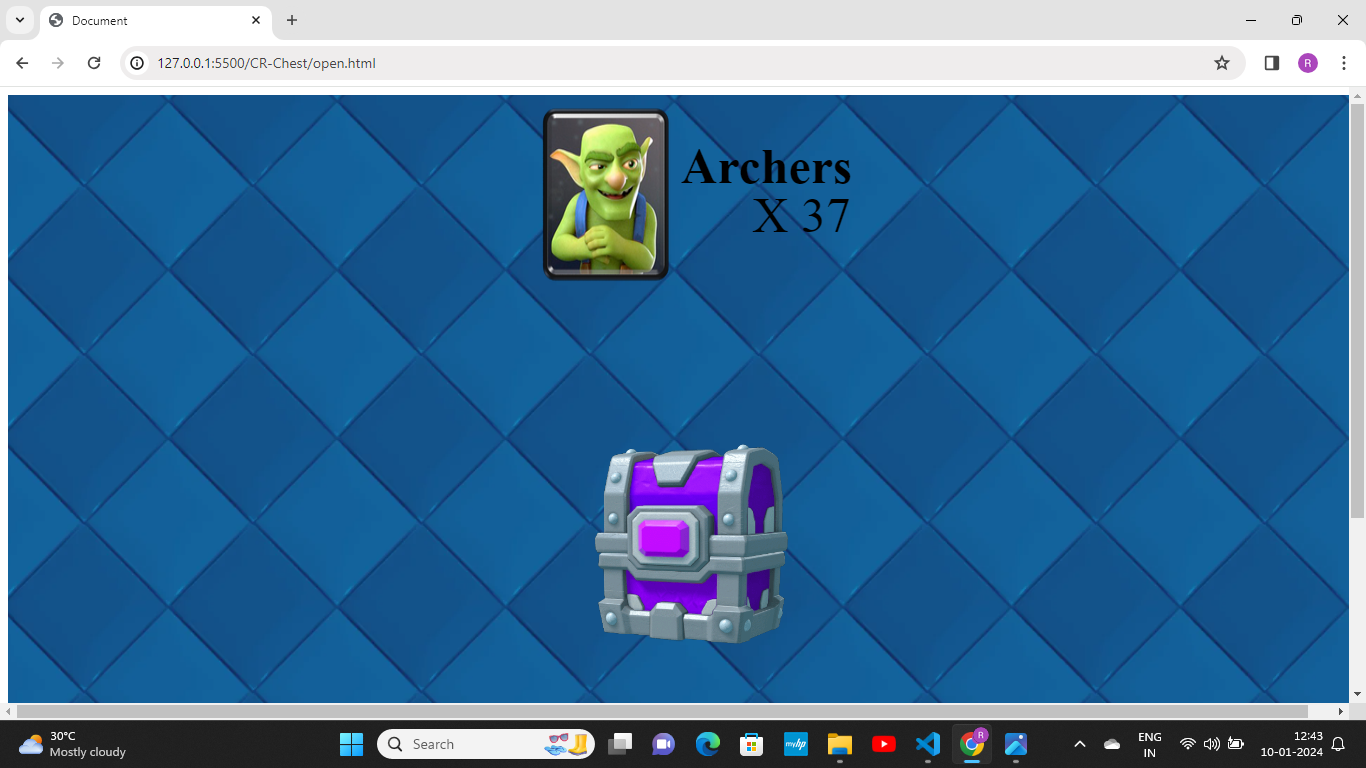 Document
127.0.0.1:5500/CR-Chest/open.html
R
Archers
X 37
30°C
Mostly cloudy
Search
myhp
R
ENG
IN
12:43
10-01-2024